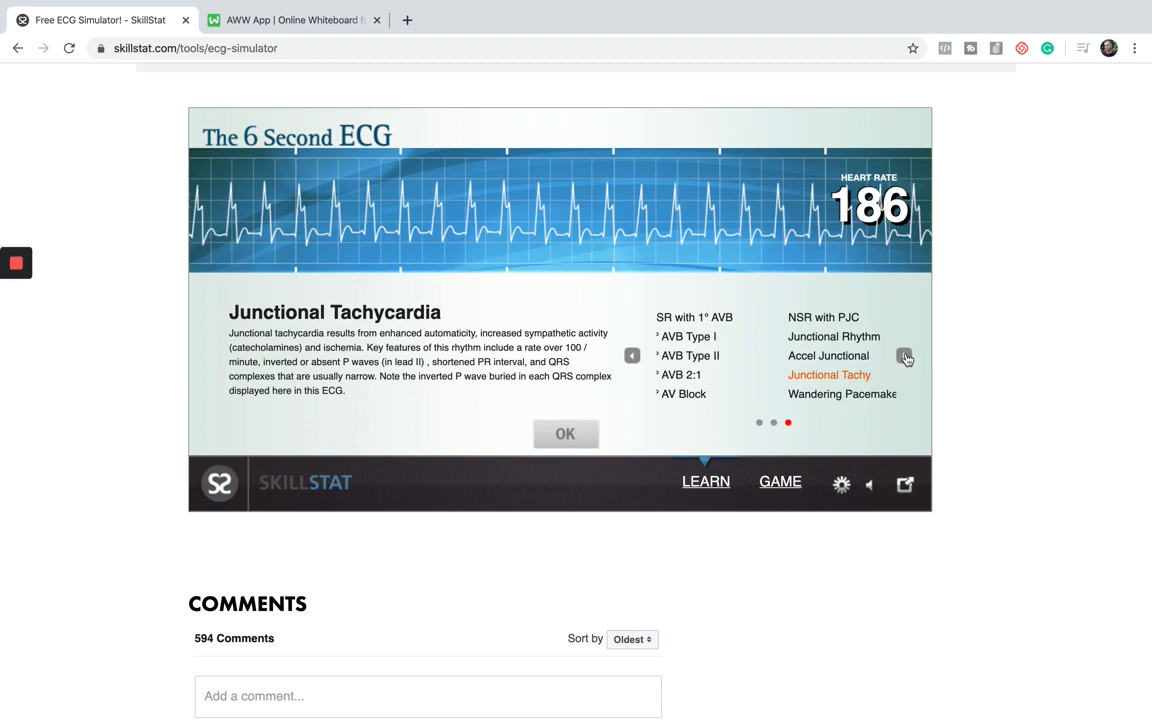 Free ECG Simulator! - SkillStat
AWW App | Online Whiteboard f
skillstat.com/tools/ecg-simulator
The 6 Second ECG
HEART RATE
186
Junctional Tachycardia
Junctional tachycardia results from enhanced automaticity, increased sympathetic activity
(catecholamines) and ischemia. Key features of this rhythm include a rate over 100 /
minute, inverted or absent P waves (in lead II) , shortened PR interval, and QRS
complexes that are usually narrow. Note the inverted P wave buried in each QRS complex
displayed here in this ECG.
SR with 1° AVB
² AVB Type I
² AVB Type II
² AVB 2:1
³ AV Block
NSR with PJC
Junctional Rhythm
Accel Junctional
Junctional Tachy
Wandering Pacemake
OK
SKILLSTAT
LEARN
GAME
COMMENTS
594 Comments
Sort by Oldest
Add a comment...